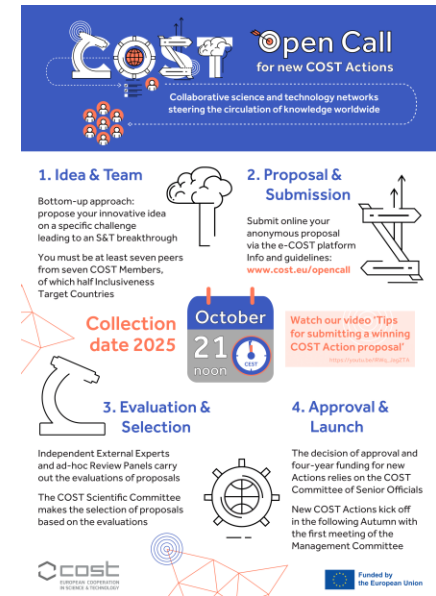 COST
Open Call
for new COST Actions
Collaborative science and technology networks
steering the circulation of knowledge worldwide
1. Idea & Team
Bottom-up approach:
propose your innovative idea
on a specific challenge
leading to an S&T breakthrough
You must be at least seven peers
from seven COST Members,
of which half Inclusiveness
Target Countries
2. Proposal &
Submission
Submit online your
anonymous proposal
via the e-COST platform
Info and guidelines:
www.cost.eu/opencall
Collection
date 2025
October
21
noon
CEST
Watch our video 'Tips
for submitting a winning
COST Action proposal'
3. Evaluation &
Selection
Independent External Experts
and ad-hoc Review Panels carry
out the evaluations of proposals
The COST Scientific Committee
makes the selection of proposals
based on the evaluations
4. Approval &
Launch
The decision of approval and
four-year funding for new
Actions relies on the COST
Committee of Senior Officials
New COST Actions kick off
in the following Autumn with
the first meeting of the
Management Committee
cost
EUROPEAN COOPERATION
IN SCIENCE & TECHNOLOGY
Funded by
the European Union